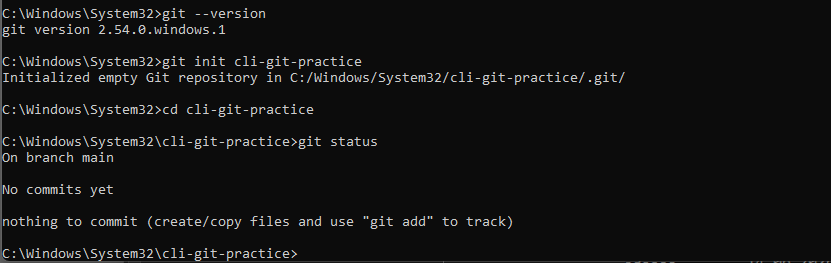 C:\Windows\System32>git --version
git version 2.54.0.windows.1
C:\Windows\System32>git init cli-git-practice
Initialized empty Git repository in C:/Windows/System32/cli-git-practice/.git/
C:\Windows\System32>cd cli-git-practice
C:\Windows\System32\cli-git-practice>git status
On branch main
No commits yet
nothing to commit (create/copy files and use "git add" to track)
C:\Windows\System32\cli-git-practice>